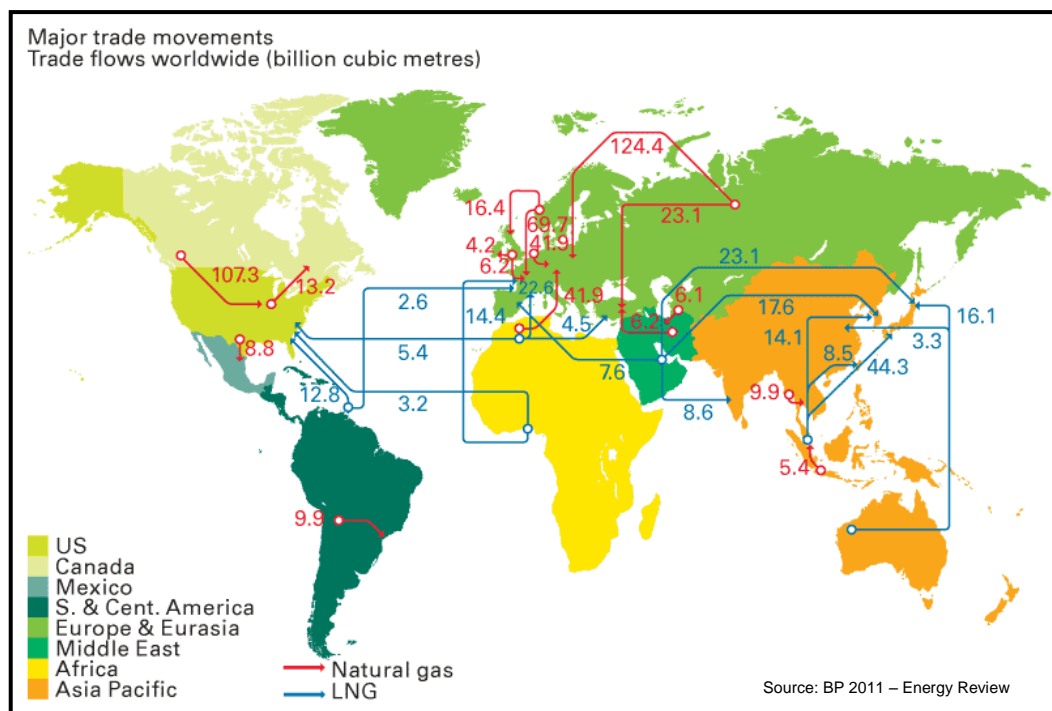 Major trade movements
Trade flows worldwide (billion cubic metres)
124.4
16.4
69.7
23.1
4.2
41.9
6.2
107.3
13.2
22.6
23.1
2.6
41.9
6.1
17.6
14.4
4.5
6.2
14.1
16.1
8.8
5.4
3.3
8.5
7.6
44.3
12.8
3.2
8.6
9.9
5.4
9.9
US
Canada
Mexico
S. & Cent. America
Europe & Eurasia
Middle East
Africa
Asia Pacific
Natural gas
LNG
Source: BP 2011 – Energy Review